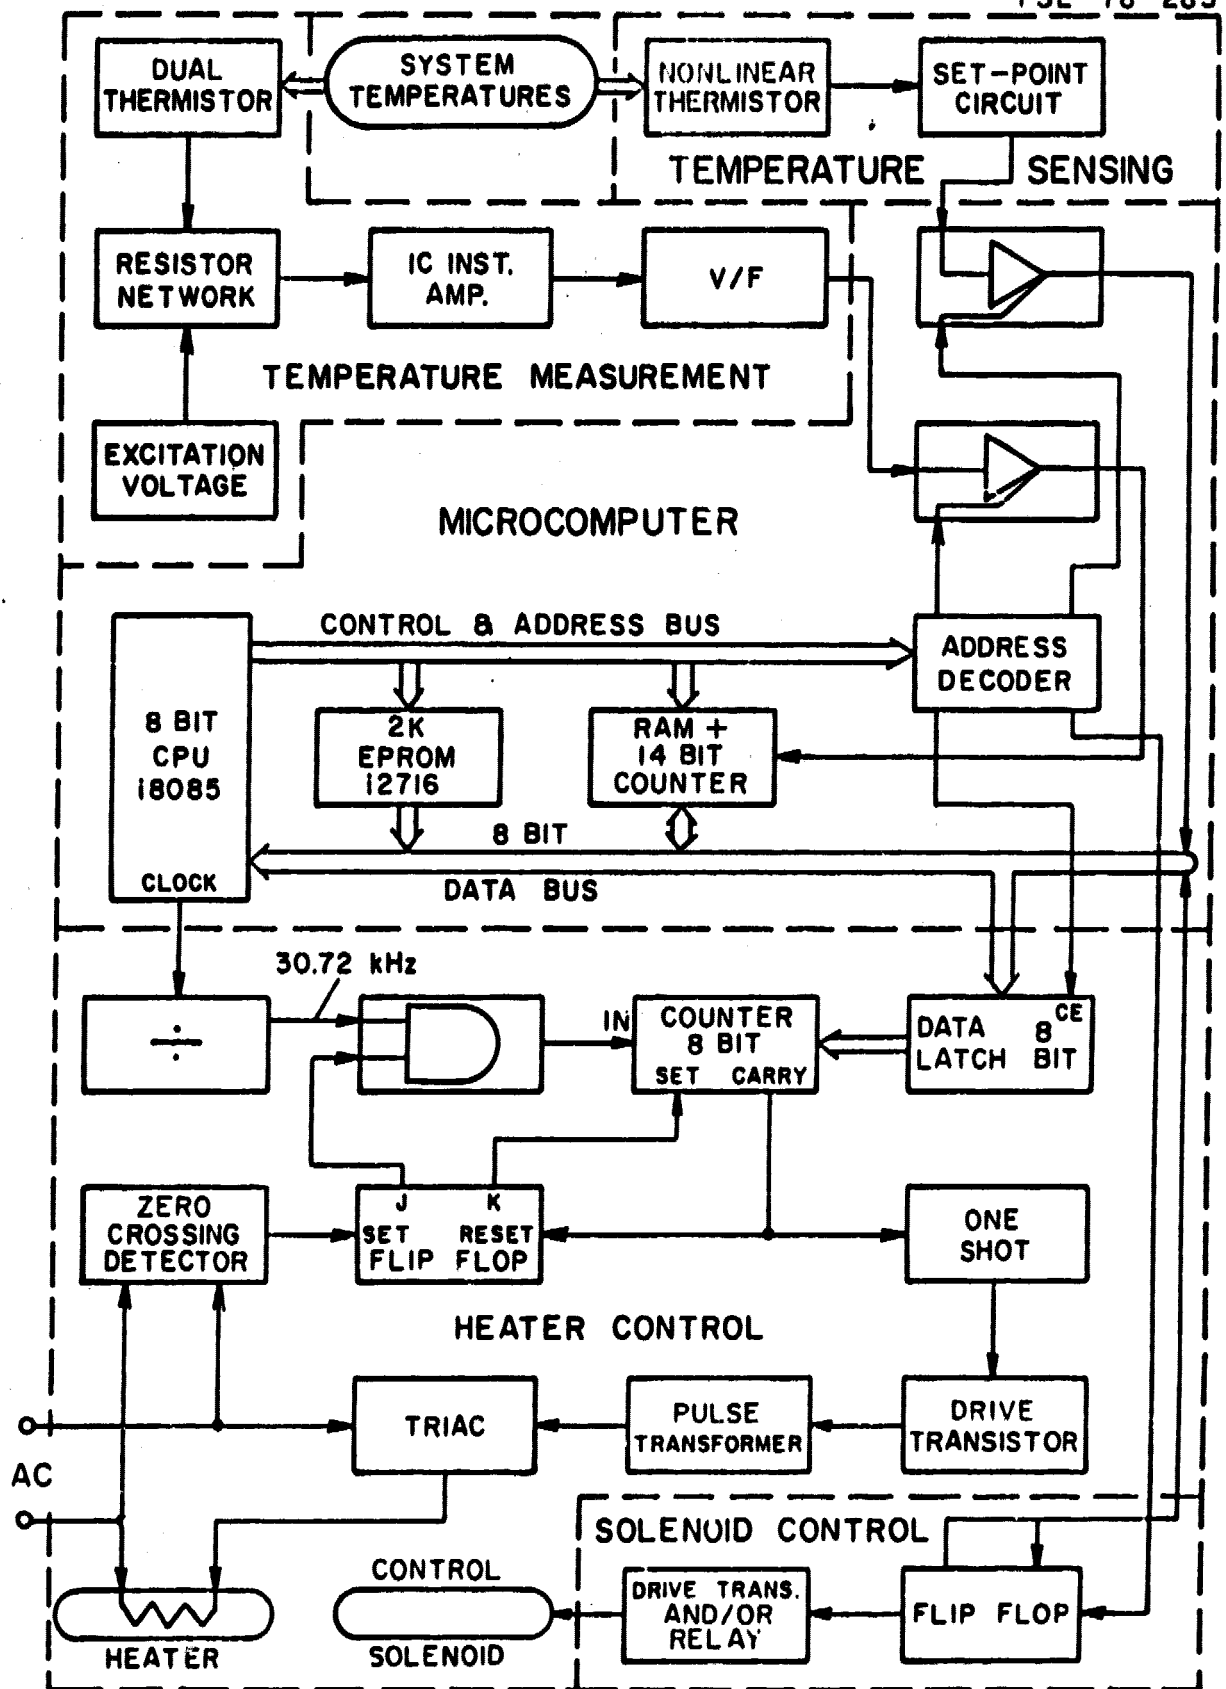 DUAL
THERMISTOR
SYSTEM
TEMPERATURES
NONLINEAR
THERMISTOR
SET-POINT
CIRCUIT
TEMPERATURE SENSING
RESISTOR
NETWORK
IC INST.
AMP.
V/F
TEMPERATURE MEASUREMENT
EXCITATION
VOLTAGE
MICROCOMPUTER
CONTROL & ADDRESS BUS
ADDRESS
DECODER
8 BIT
CPU
i8085
CLOCK
2K
EPROM
i2716
RAM +
14 BIT
COUNTER
8 BIT
DATA BUS
30.72 kHz
÷
IN
COUNTER
8 BIT
SET CARRY
CE
DATA 8
LATCH BIT
ZERO
CROSSING
DETECTOR
J K
SET RESET
FLIP FLOP
ONE
SHOT
HEATER CONTROL
TRIAC
PULSE
TRANSFORMER
DRIVE
TRANSISTOR
AC
SOLENOID CONTROL
CONTROL
SOLENOID
DRIVE TRANS.
AND/OR
RELAY
FLIP FLOP
HEATER